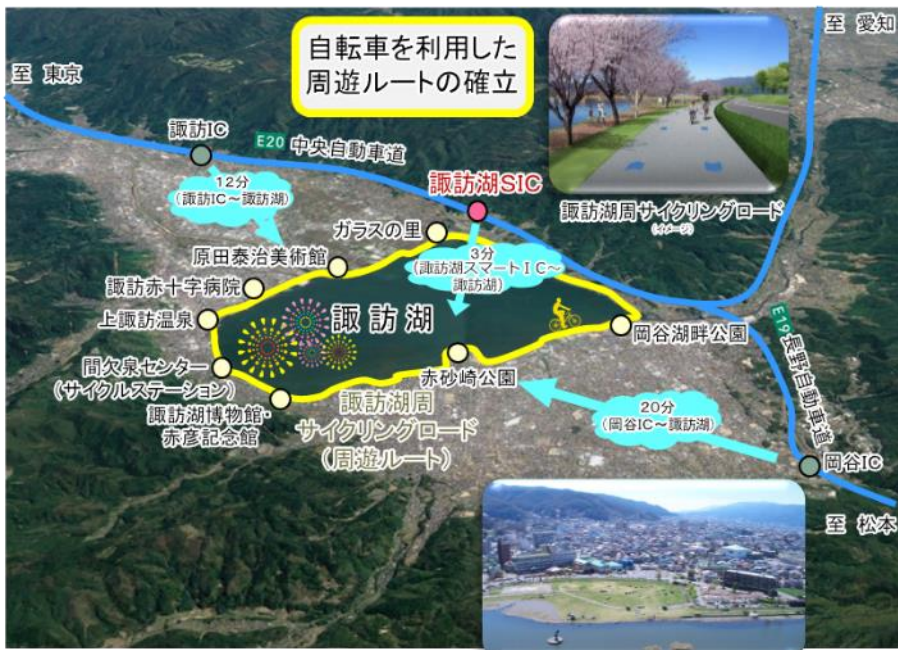 自転車を利用した
周遊ルートの確立
至 愛知
至 東京
諏訪IC
E20 中央自動車道
12分
(諏訪IC～諏訪湖)
諏訪湖SIC
諏訪湖周サイクリングロード
(イメージ)
ガラスの里
原田泰治美術館
3分
(諏訪湖スマートＩＣ～
諏訪湖)
諏訪赤十字病院
上諏訪温泉
諏訪湖
岡谷湖畔公園
E19 長野自動車道
間欠泉センター
(サイクルステーション)
赤砂崎公園
諏訪湖博物館・
赤彦記念館
諏訪湖周
サイクリングロード
(周遊ルート)
20分
(岡谷IC～諏訪湖)
岡谷IC
至 松本